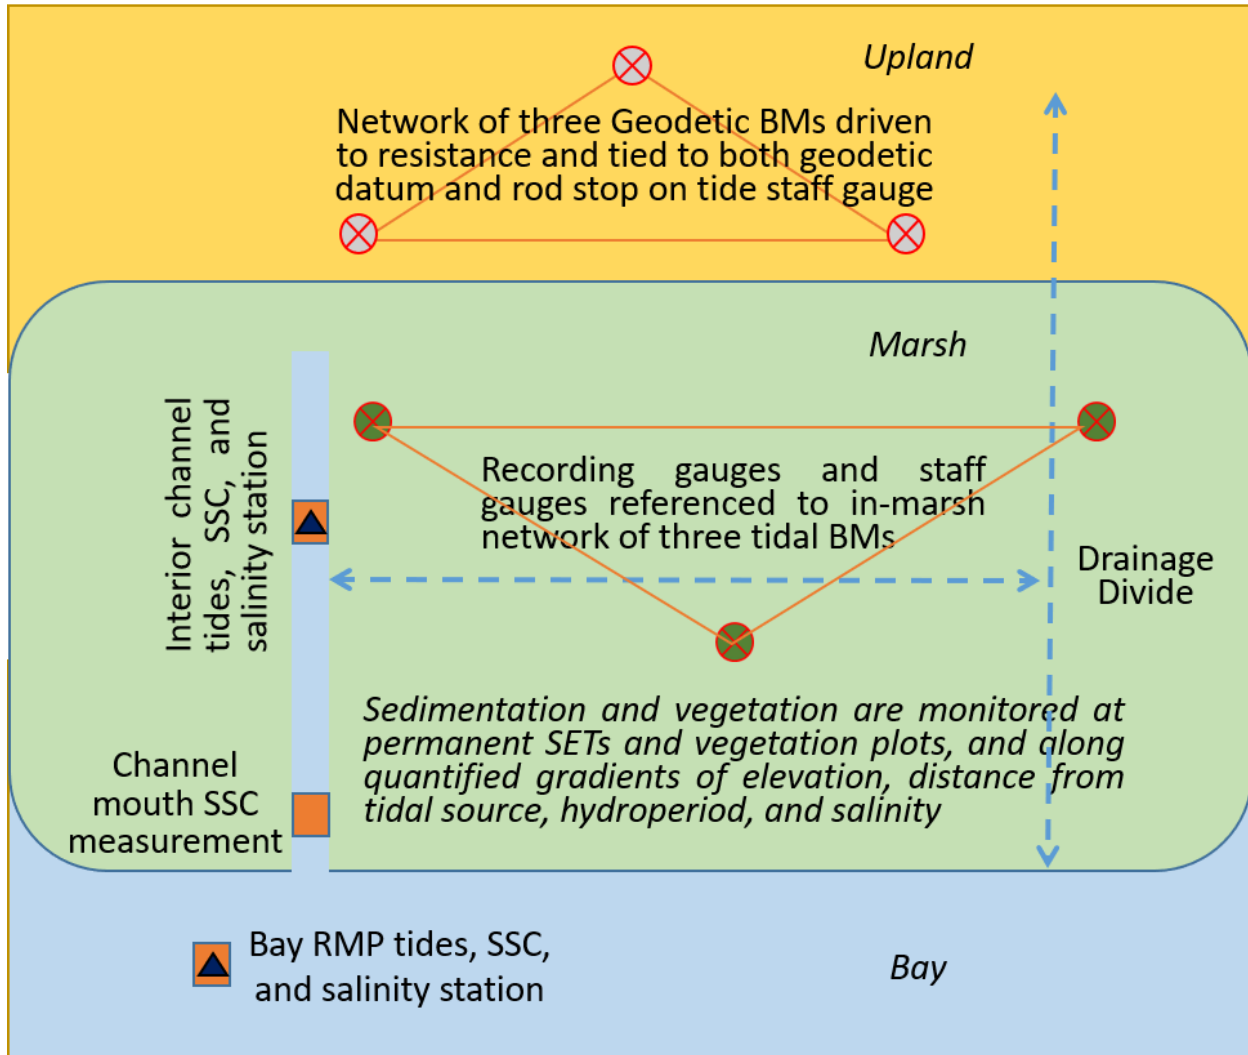 Upland
Network of three Geodetic BMs driven
to resistance and tied to both geodetic
datum and rod stop on tide staff gauge
Marsh
Interior channel
tides, SSC, and
salinity station
Recording gauges and staff
gauges referenced to in-marsh
network of three tidal BMs
Drainage
Divide
Sedimentation and vegetation are monitored at
permanent SETs and vegetation plots, and along
quantified gradients of elevation, distance from
tidal source, hydroperiod, and salinity
Channel
mouth SSC
measurement
Bay RMP tides, SSC,
and salinity station
Bay